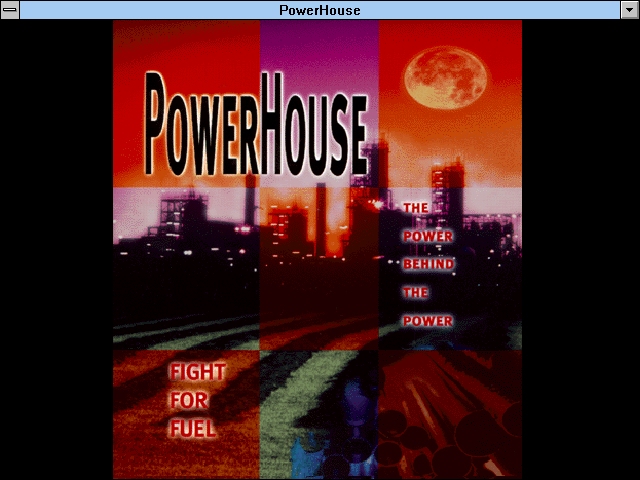 PowerHouse
POWERHOUSE
THE
POWER
BEHIND
THE
POWER
FIGHT
FOR
FUEL